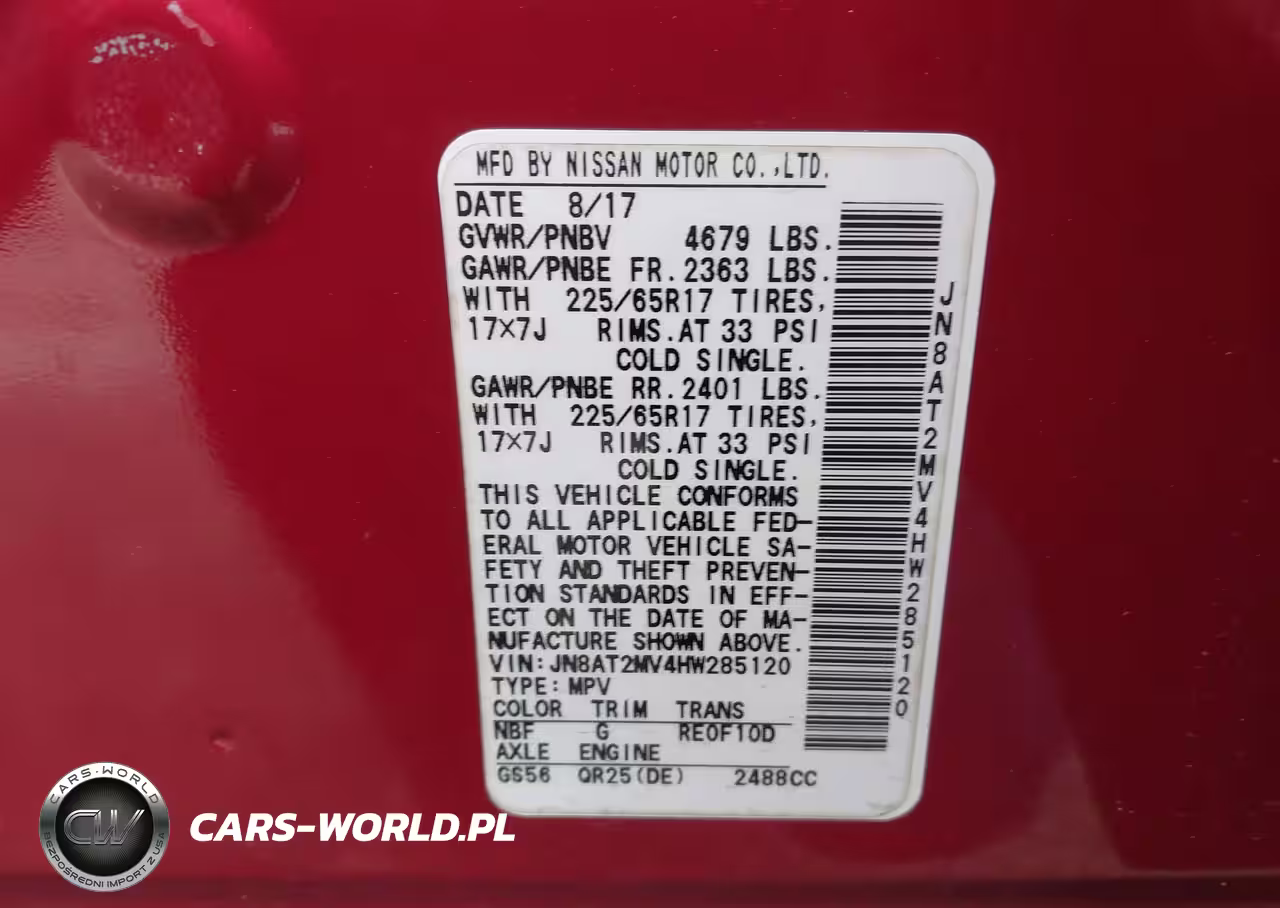 MFD BY NISSAN MOTOR CO.,LTD.
DATE 8/17
GVWR/PNBV 4679 LBS.
GAWR/PNBE FR.2363 LBS.
WITH 225/65R17 TIRES,
17×7J RIMS.AT 33 PSI
COLD SINGLE.
GAWR/PNBE RR.2401 LBS.
WITH 225/65R17 TIRES,
17×7J RIMS.AT 33 PSI
COLD SINGLE.
THIS VEHICLE CONFORMS
TO ALL APPLICABLE FED-
ERAL MOTOR VEHICLE SA-
FETY AND THEFT PREVEN-
TION STANDARDS IN EFF-
ECT ON THE DATE OF MA-
NUFACTURE SHOWN ABOVE.
VIN:JN8AT2MV4HW285120
TYPE:MPV
COLOR TRIM TRANS
NBF G RE0F10D
AXLE ENGINE
GS56 QR25(DE) 2488CC
JN8AT2MV4HW285120
CARS-WORLD
CW
BEZPOŚREDNI IMPORT Z USA
CARS-WORLD.PL